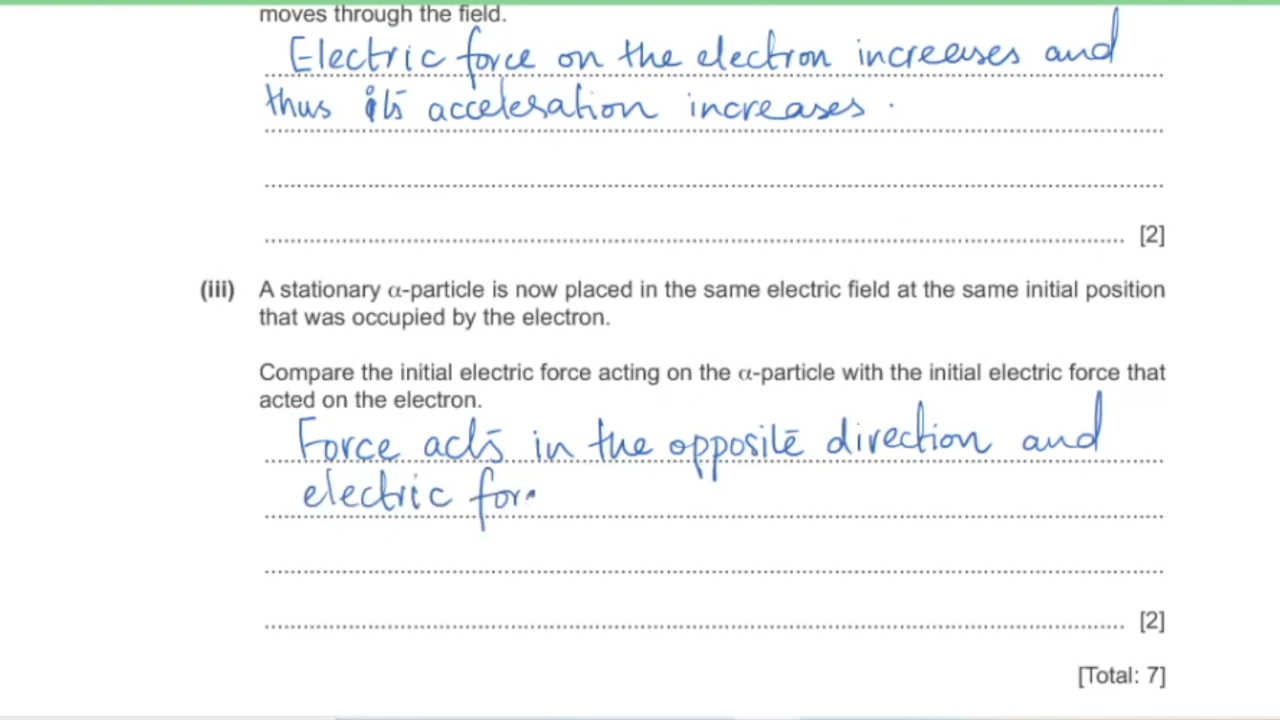 moves through the field.
Electric force on the electron increases and
thus its acceleration increases.
[2]
(iii) A stationary α-particle is now placed in the same electric field at the same initial position
that was occupied by the electron.
Compare the initial electric force acting on the α-particle with the initial electric force that
acted on the electron.
Force acts in the opposite direction and
electric for
[2]
[Total: 7]